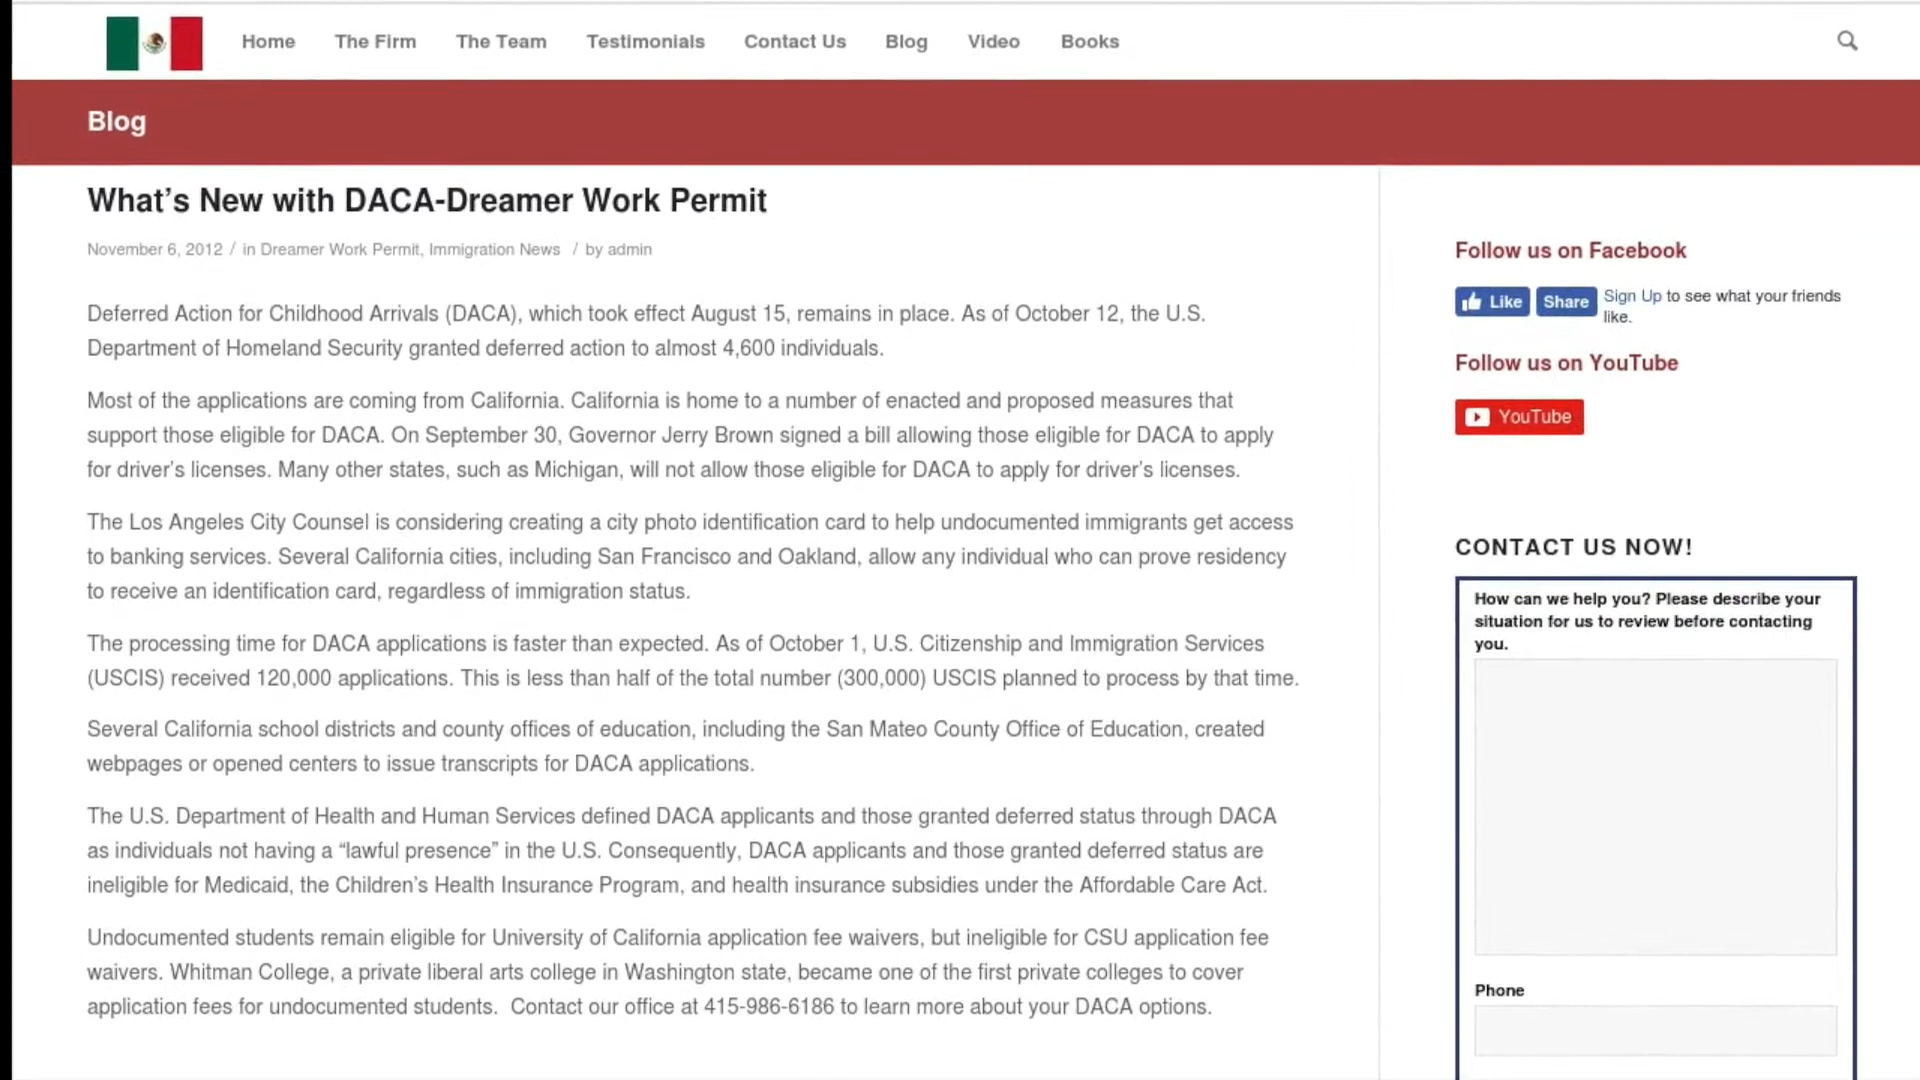 Home The Firm The Team Testimonials Contact Us Blog Video Books
Blog
What’s New with DACA-Dreamer Work Permit
November 6, 2012 / in Dreamer Work Permit, Immigration News / by admin
Deferred Action for Childhood Arrivals (DACA), which took effect August 15, remains in place. As of October 12, the U.S.
Department of Homeland Security granted deferred action to almost 4,600 individuals.
Most of the applications are coming from California. California is home to a number of enacted and proposed measures that
support those eligible for DACA. On September 30, Governor Jerry Brown signed a bill allowing those eligible for DACA to apply
for driver’s licenses. Many other states, such as Michigan, will not allow those eligible for DACA to apply for driver’s licenses.
The Los Angeles City Counsel is considering creating a city photo identification card to help undocumented immigrants get access
to banking services. Several California cities, including San Francisco and Oakland, allow any individual who can prove residency
to receive an identification card, regardless of immigration status.
The processing time for DACA applications is faster than expected. As of October 1, U.S. Citizenship and Immigration Services
(USCIS) received 120,000 applications. This is less than half of the total number (300,000) USCIS planned to process by that time.
Several California school districts and county offices of education, including the San Mateo County Office of Education, created
webpages or opened centers to issue transcripts for DACA applications.
The U.S. Department of Health and Human Services defined DACA applicants and those granted deferred status through DACA
as individuals not having a “lawful presence” in the U.S. Consequently, DACA applicants and those granted deferred status are
ineligible for Medicaid, the Children’s Health Insurance Program, and health insurance subsidies under the Affordable Care Act.
Undocumented students remain eligible for University of California application fee waivers, but ineligible for CSU application fee
waivers. Whitman College, a private liberal arts college in Washington state, became one of the first private colleges to cover
application fees for undocumented students.  Contact our office at 415-986-6186 to learn more about your DACA options.
Follow us on Facebook
Like Share Sign Up to see what your friends
like.
Follow us on YouTube
YouTube
CONTACT US NOW!
How can we help you? Please describe your
situation for us to review before contacting
you.
Phone